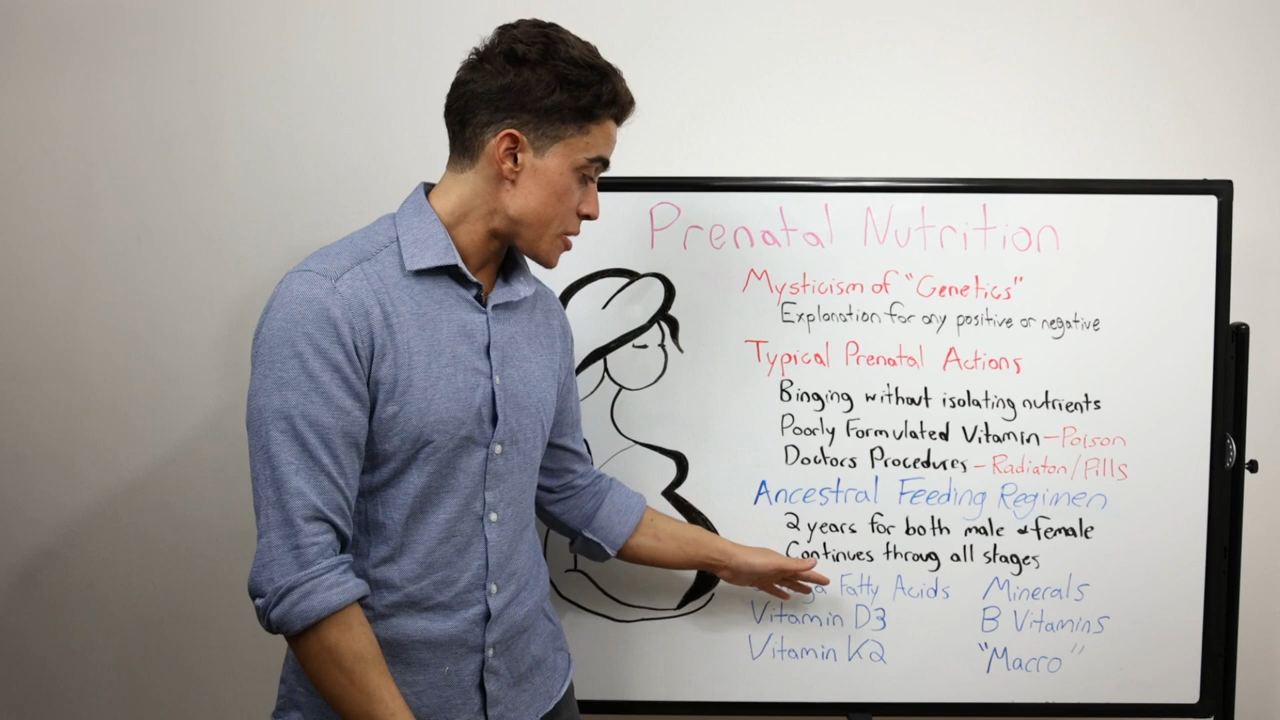 Prenatal Nutrition
Mysticism of "Genetics"
Explanation for any positive or negative
Typical Prenatal Actions
Binging without isolating nutrients
Poorly Formulated Vitamin - Poison
Doctors Procedures - Radiaton/Pills
Ancestral Feeding Regimen
2 years for both male & female
Continues throug all stages
Fatty Acids Minerals
Vitamin D3 B Vitamins
Vitamin K2 "Macro"